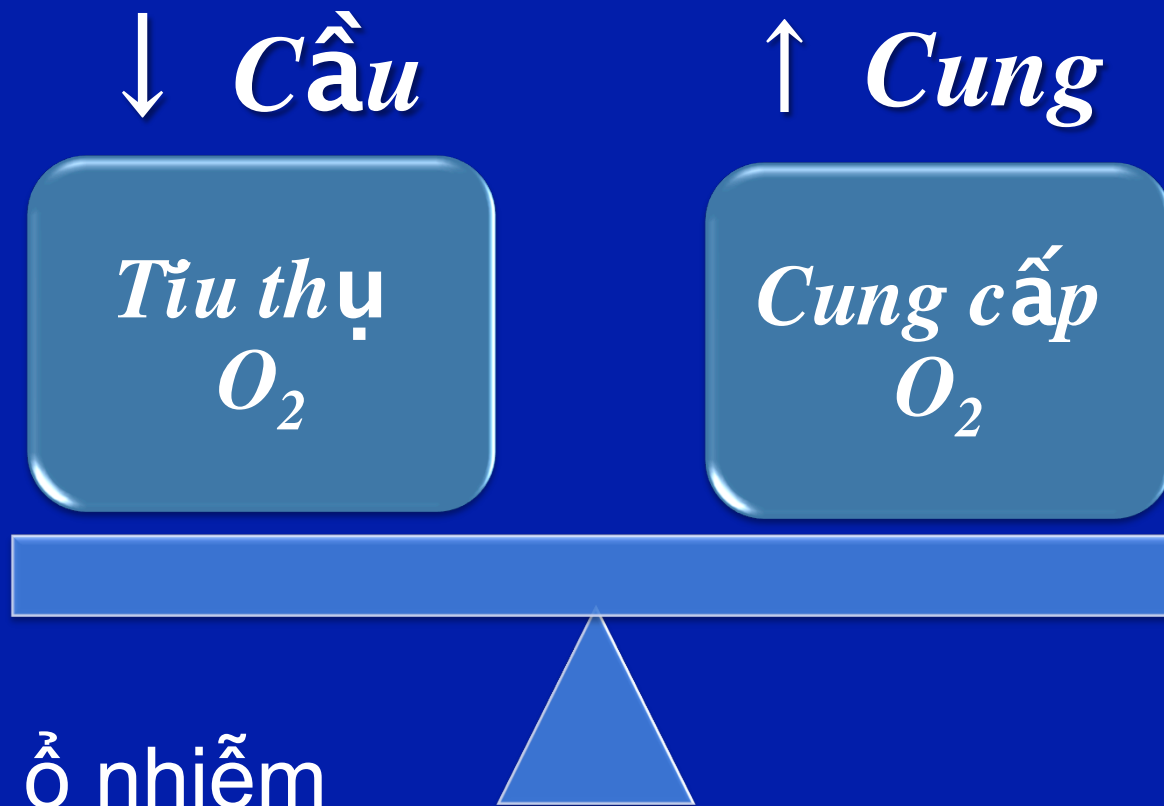 ↓ Cầu
↑ Cung
Tiu thụ
O₂
Cung cấp
O₂
ổ nhiễm